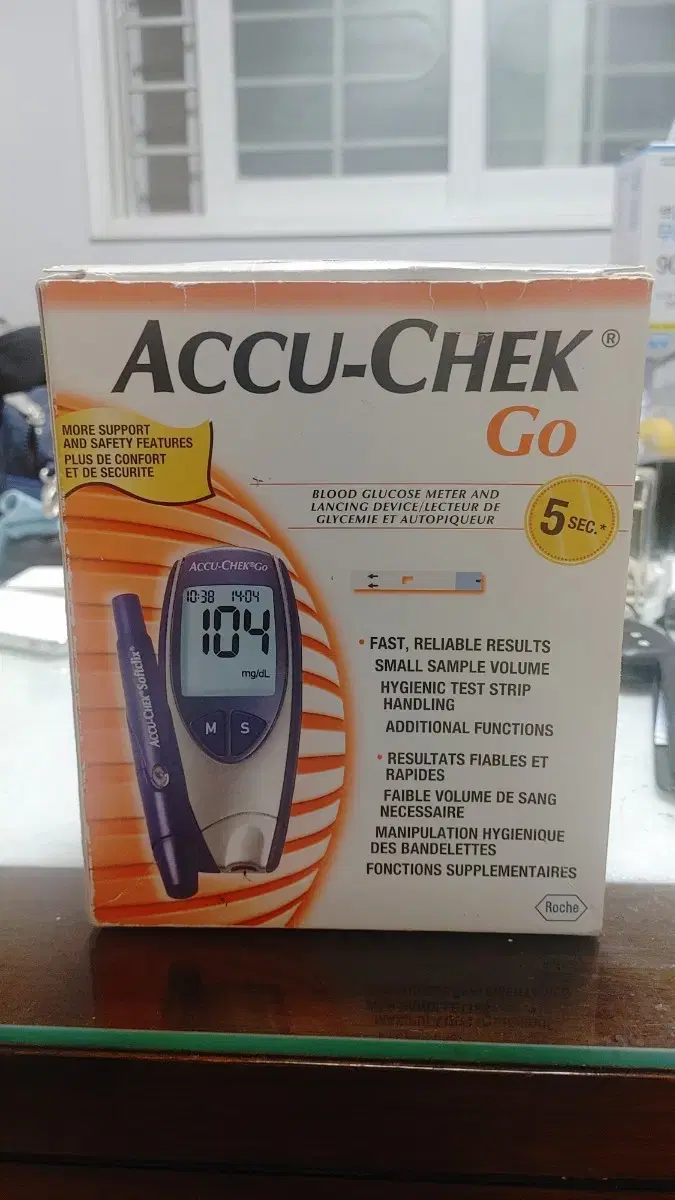 ACCU-CHEK®
Go
MORE SUPPORT
AND SAFETY FEATURES
PLUS DE CONFORT
ET DE SECURITE
BLOOD GLUCOSE METER AND
LANCING DEVICE/LECTEUR DE
GLYCEMIE ET AUTOPIQUEUR
5 SEC.*
ACCU-CHEK®Go
10:38 14:04
104
mg/dL
M S
ACCU-CHEK®Softclix®
• FAST, RELIABLE RESULTS
SMALL SAMPLE VOLUME
HYGIENIC TEST STRIP
HANDLING
ADDITIONAL FUNCTIONS
• RESULTATS FIABLES ET
RAPIDES
FAIBLE VOLUME DE SANG
NECESSAIRE
MANIPULATION HYGIENIQUE
DES BANDELETTES
FONCTIONS SUPPLEMENTAIRES
Roche